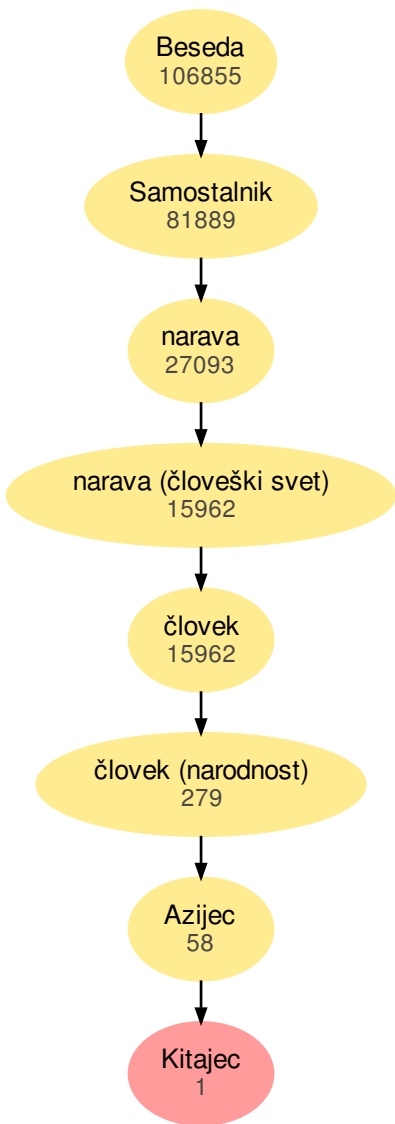 Beseda
106855
Samostalnik
81889
narava
27093
narava (človeški svet)
15962
človek
15962
človek (narodnost)
279
Azijec
58
Kitajec
1